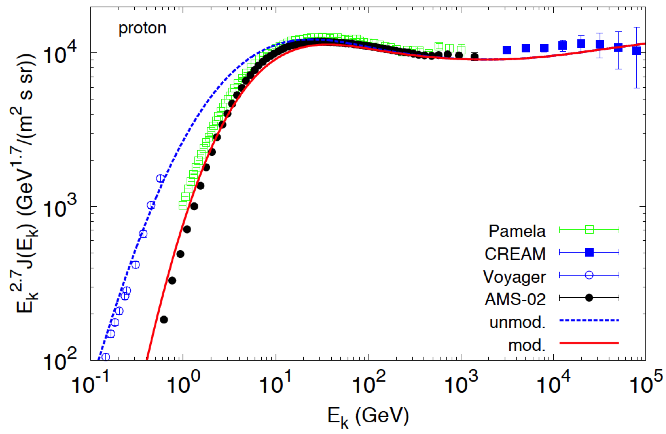 proton
10^4
10^3
10^2
E_k^2.7 J(E_k) (GeV^1.7/(m^2 s sr))
Pamela
CREAM
Voyager
AMS-02
unmod.
mod.
10^-1 10^0 10^1 10^2 10^3 10^4 10^5
E_k (GeV)